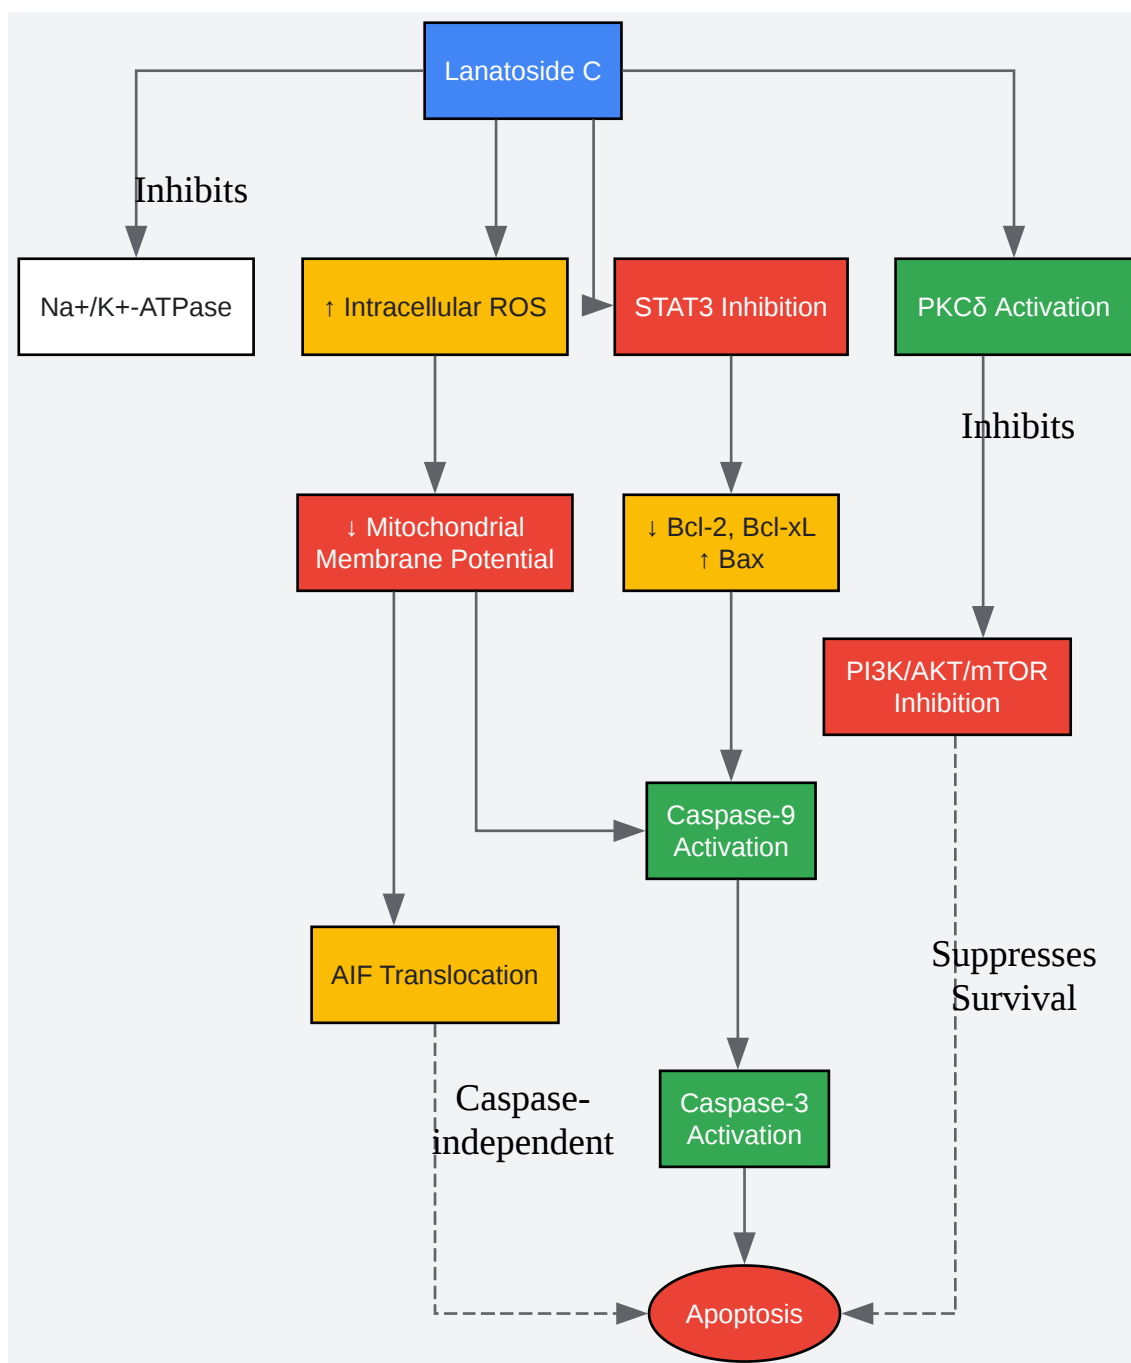 Lanatoside C
Inhibits
Na+/K+-ATPase
↑ Intracellular ROS
STAT3 Inhibition
PKCδ Activation
Inhibits
↓ Mitochondrial
Membrane Potential
↓ Bcl-2, Bcl-xL
↑ Bax
PI3K/AKT/mTOR
Inhibition
Caspase-9
Activation
AIF Translocation
Suppresses
Survival
Caspase-
independent
Caspase-3
Activation
Apoptosis